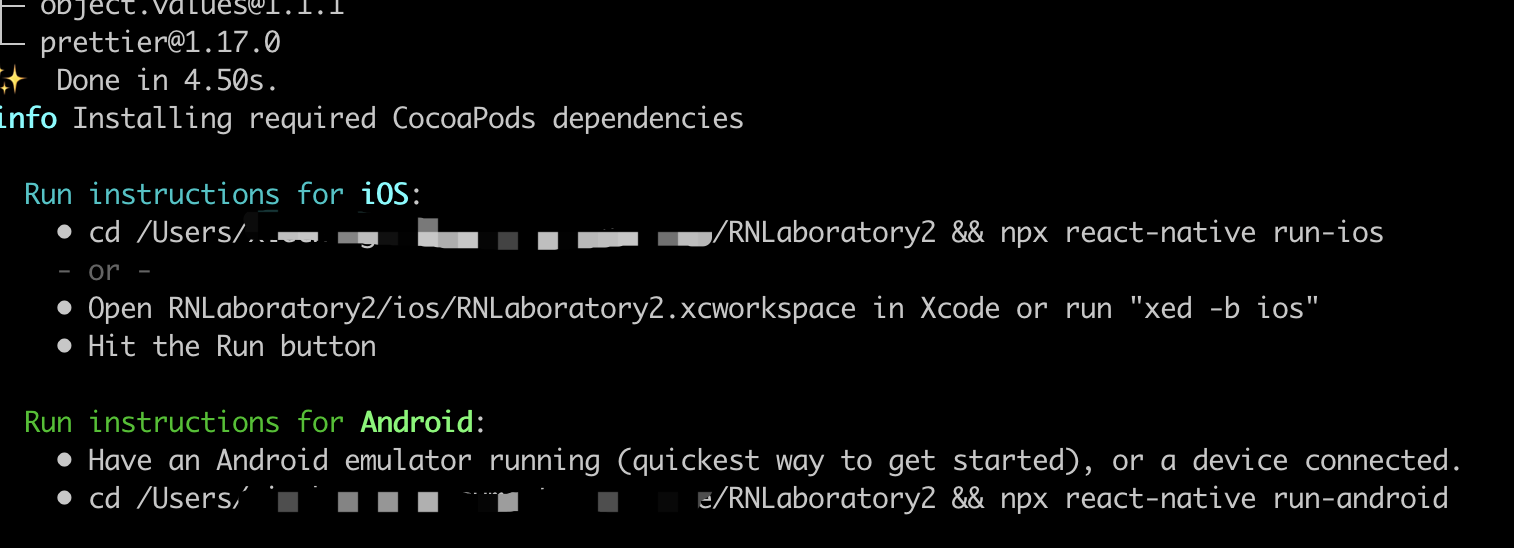 object.values@1.1.1
prettier@1.17.0
✨ Done in 4.50s.
info Installing required CocoaPods dependencies
Run instructions for iOS:
• cd /Users/ /RNLaboratory2 && npx react-native run-ios
- or -
• Open RNLaboratory2/ios/RNLaboratory2.xcworkspace in Xcode or run "xed -b ios"
• Hit the Run button
Run instructions for Android:
• Have an Android emulator running (quickest way to get started), or a device connected.
• cd /Users/ e/RNLaboratory2 && npx react-native run-android